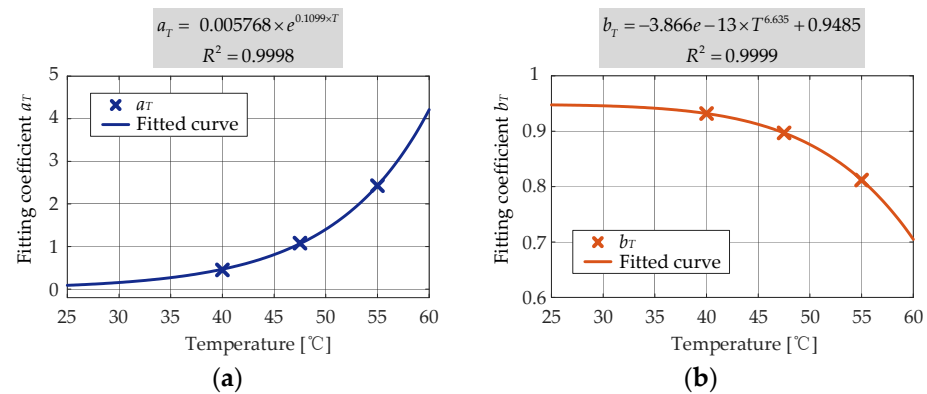 a_T = 0.005768 × e^{0.1099×T}
R² = 0.9998
5
4
3
2
1
0
Fitting coefficient a_T
a_T
Fitted curve
25 30 35 40 45 50 55 60
Temperature [℃]
(a)
b_T = −3.866e − 13 × T^{6.635} + 0.9485
R² = 0.9999
1
0.9
0.8
0.7
0.6
Fitting coefficient b_T
b_T
Fitted curve
25 30 35 40 45 50 55 60
Temperature [℃]
(b)